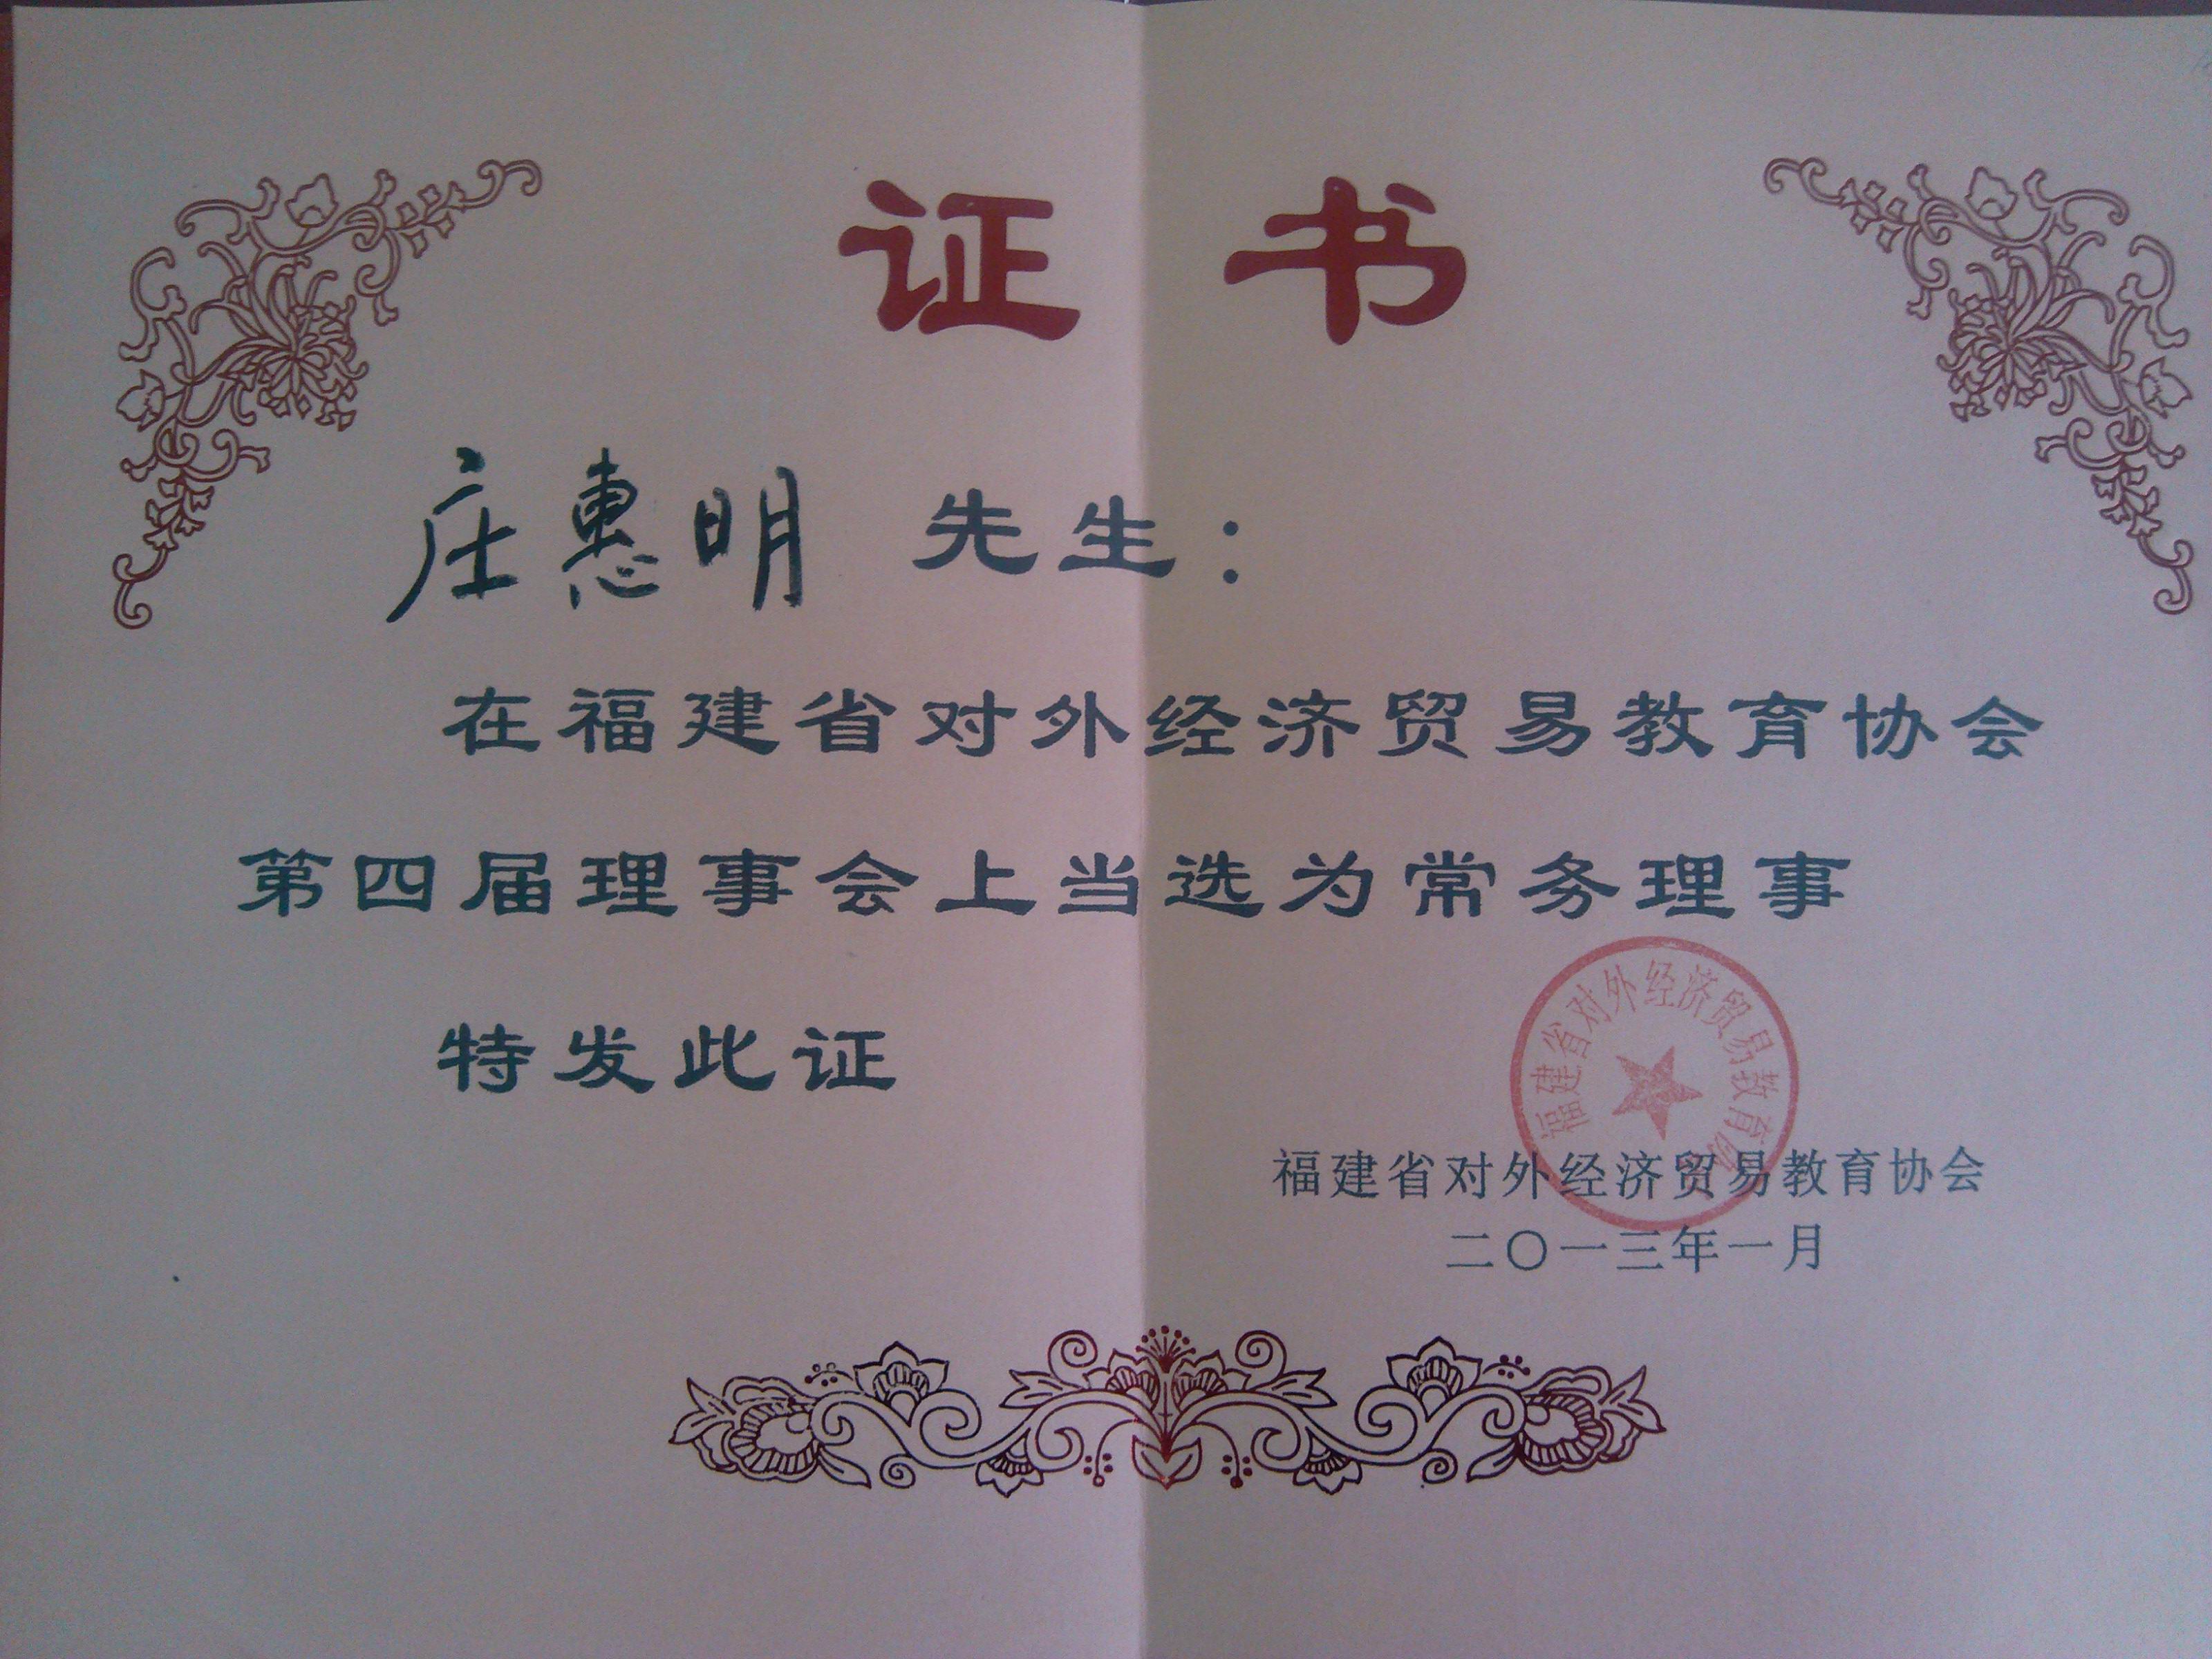 证书
庄惠明 先生：
在福建省对外经济贸易教育协会
第四届理事会上当选为常务理事
特发此证
福建省对外经济贸易教育协
福建省对外经济贸易教育协会
二〇一三年一月